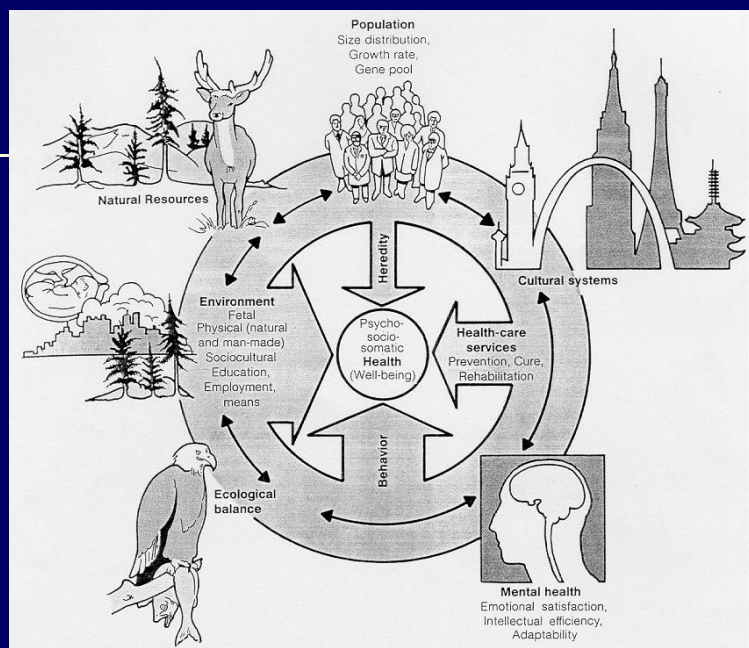 Population
Size distribution,
Growth rate,
Gene pool
Natural Resources
Cultural systems
Heredity
Environment
Fetal
Physical (natural
and man-made)
Sociocultural
Education,
Employment,
means
Psycho-
socio-
somatic
Health
(Well-being)
Health-care
services
Prevention, Cure,
Rehabilitation
Behavior
Ecological
balance
Mental health
Emotional satisfaction,
Intellectual efficiency,
Adaptability